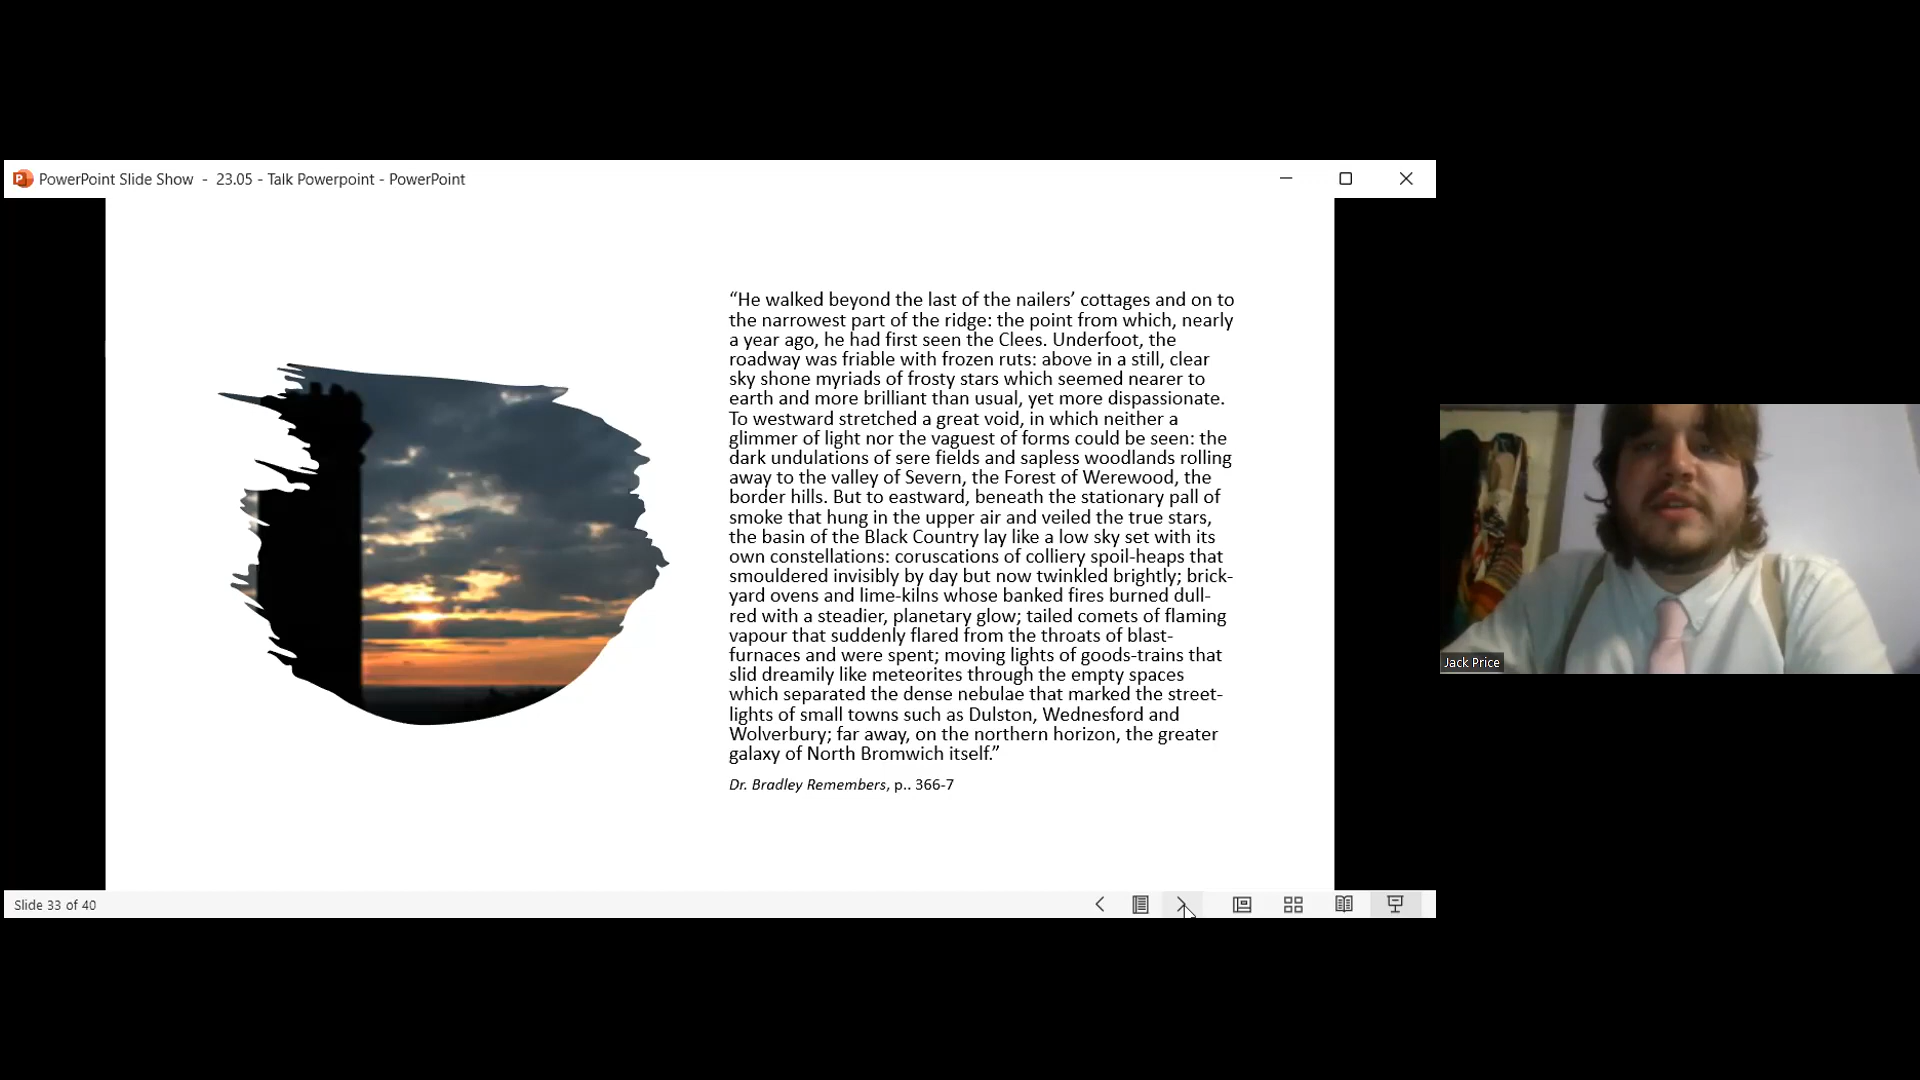 PowerPoint Slide Show - 23.05 - Talk Powerpoint - PowerPoint
“He walked beyond the last of the nailers’ cottages and on to
the narrowest part of the ridge: the point from which, nearly
a year ago, he had first seen the Clees. Underfoot, the
roadway was friable with frozen ruts: above in a still, clear
sky shone myriads of frosty stars which seemed nearer to
earth and more brilliant than usual, yet more dispassionate.
To westward stretched a great void, in which neither a
glimmer of light nor the vaguest of forms could be seen: the
dark undulations of sere fields and sapless woodlands rolling
away to the valley of Severn, the Forest of Werewood, the
border hills. But to eastward, beneath the stationary pall of
smoke that hung in the upper air and veiled the true stars,
the basin of the Black Country lay like a low sky set with its
own constellations: coruscations of colliery spoil-heaps that
smouldered invisibly by day but now twinkled brightly; brick-
yard ovens and lime-kilns whose banked fires burned dull-
red with a steadier, planetary glow; tailed comets of flaming
vapour that suddenly flared from the throats of blast-
furnaces and were spent; moving lights of goods-trains that
slid dreamily like meteorites through the empty spaces
which separated the dense nebulae that marked the street-
lights of small towns such as Dulston, Wednesford and
Wolverbury; far away, on the northern horizon, the greater
galaxy of North Bromwich itself.”
Dr. Bradley Remembers, p.. 366-7
Jack Price
Slide 33 of 40